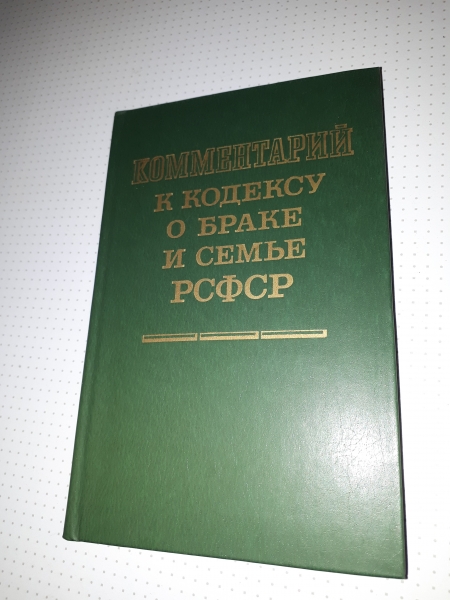 КОММЕНТАРИЙ
К КОДЕКСУ
О БРАКЕ
И СЕМЬЕ
РСФСР